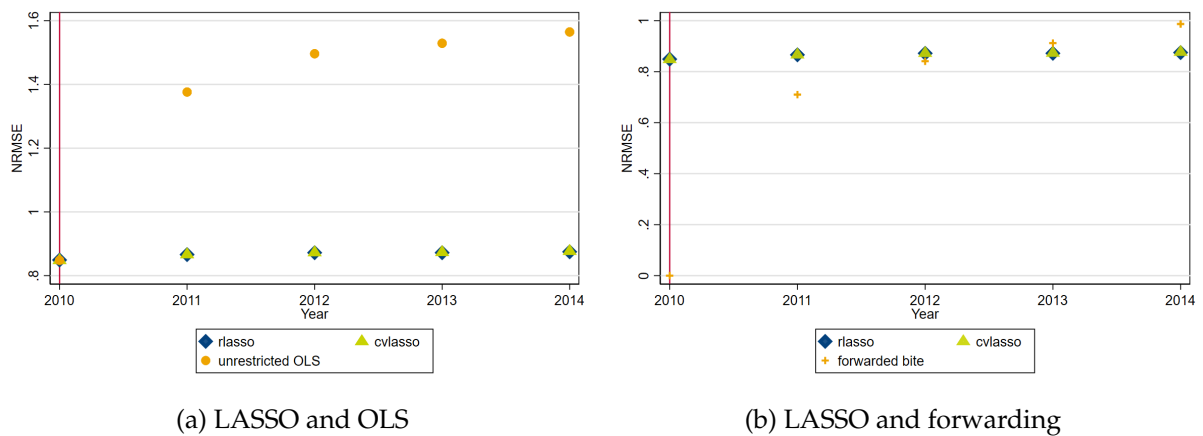 NRMSE
1.6
1.4
1.2
1
.8
2010 2011 2012 2013 2014
Year
rlasso cvlasso
unrestricted OLS
(a) LASSO and OLS
NRMSE
1
.8
.6
.4
.2
0
2010 2011 2012 2013 2014
Year
rlasso cvlasso
forwarded bite
(b) LASSO and forwarding